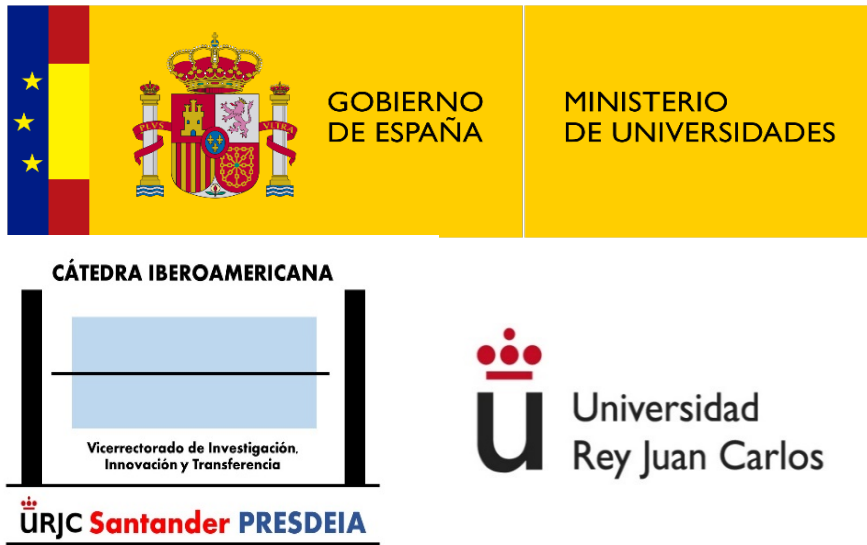 PLVS VLTRA
GOBIERNO
DE ESPAÑA
MINISTERIO
DE UNIVERSIDADES
CÁTEDRA IBEROAMERICANA
Vicerrectorado de Investigación,
Innovación y Transferencia
URJC Santander PRESDEIA
u
Universidad
Rey Juan Carlos